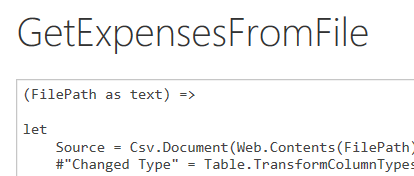 GetExpensesFromFile
(FilePath as text) =>
let
Source = Csv.Document(Web.Contents(FilePath)
#"Changed Type" = Table.TransformColumnTypes